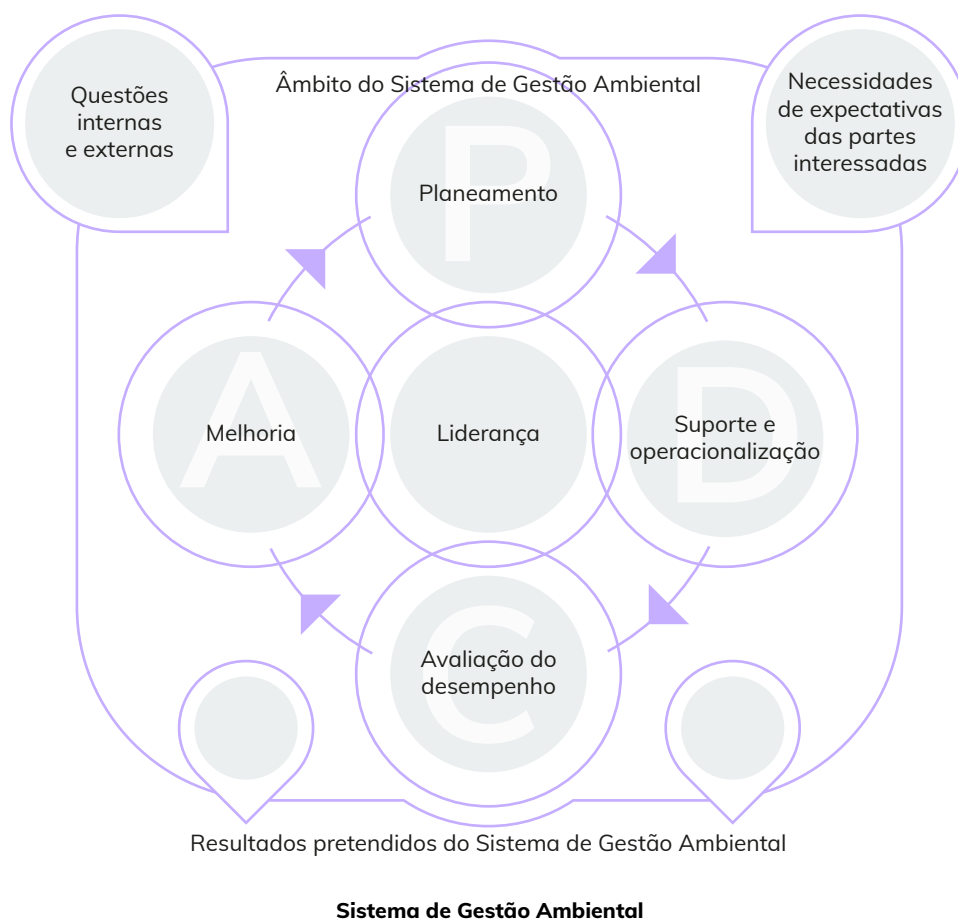 Âmbito do Sistema de Gestão Ambiental
Questões
internas
e externas
Necessidades
de expectativas
das partes
interessadas
P
Planeamento
A
Melhoria
Liderança
D
Suporte e
operacionalização
C
Avaliação do
desempenho
Resultados pretendidos do Sistema de Gestão Ambiental
Sistema de Gestão Ambiental